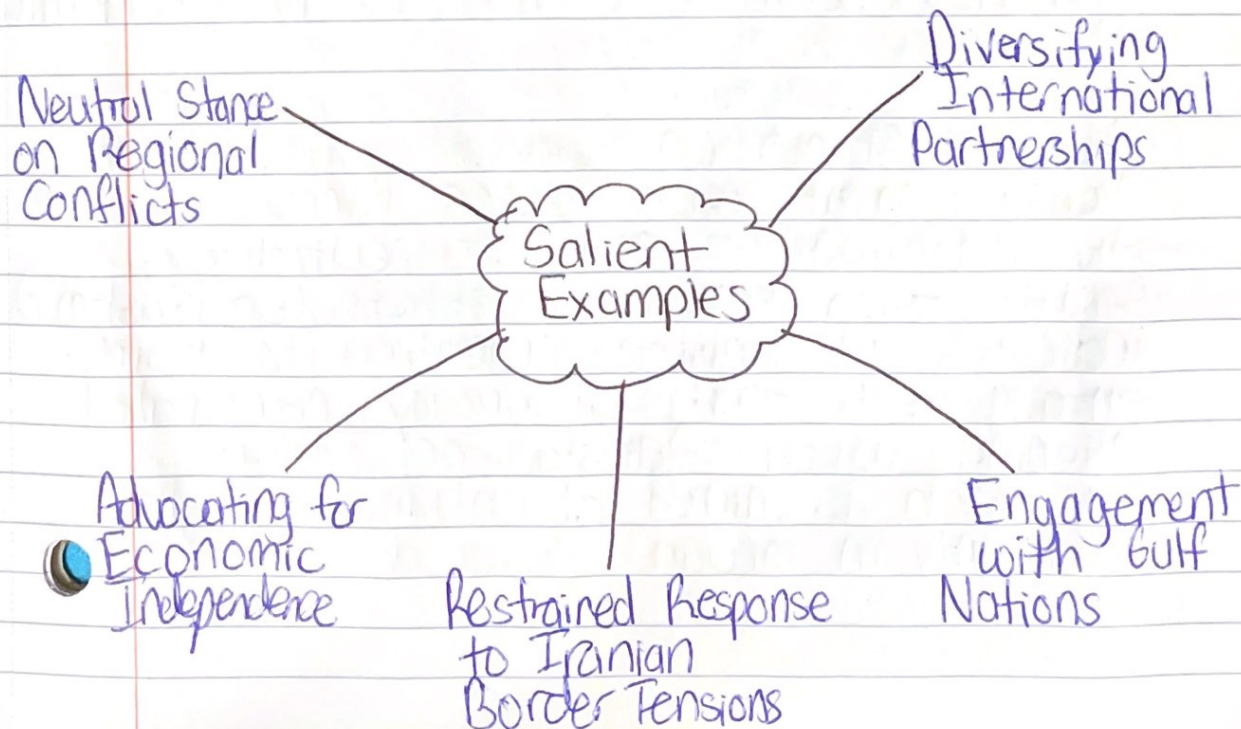 Diversifying
International
Partnerships
Neutral Stance
on Regional
Conflicts
Salient
Examples
Advocating for
Economic
Independence
Engagement
with Gulf
Nations
Restrained Response
to Iranian
Border Tensions